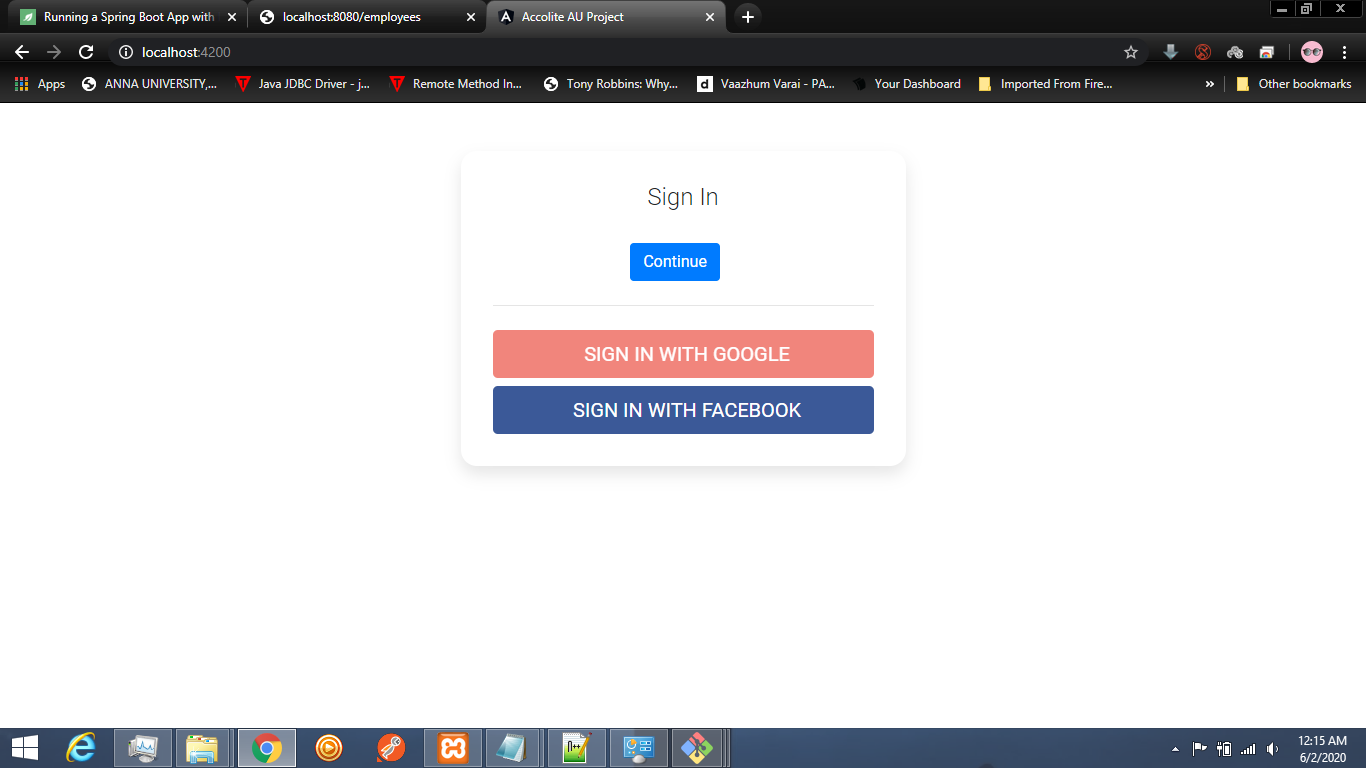 Running a Spring Boot App with
localhost:8080/employees
Accolite AU Project
localhost:4200
Apps
ANNA UNIVERSITY,...
Java JDBC Driver - j...
Remote Method In...
Tony Robbins: Why...
Vaazhum Varai - PA...
Your Dashboard
Imported From Fire...
»
Other bookmarks
Sign In
Continue
SIGN IN WITH GOOGLE
SIGN IN WITH FACEBOOK
12:15 AM
6/2/2020